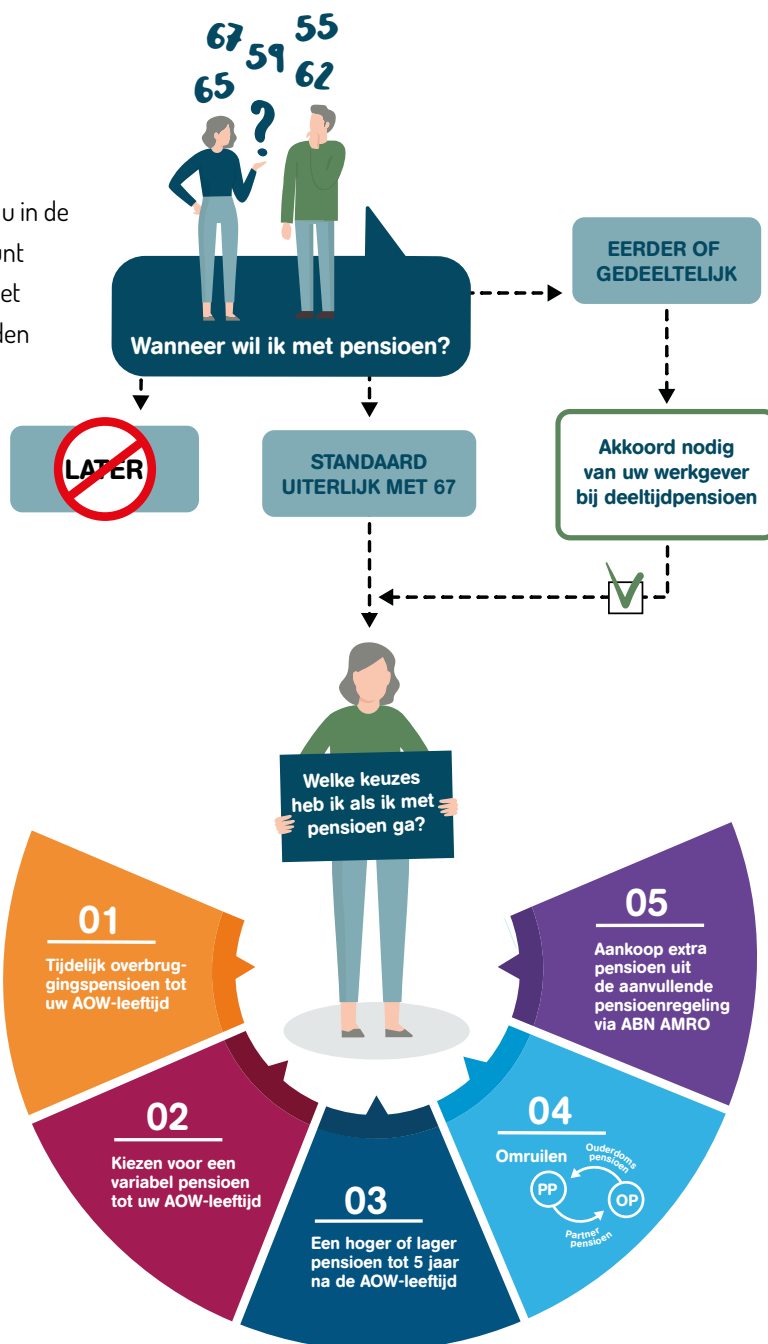 67
59
55
65
62
?
u in de
Wanneer wil ik met pensioen?
EERDER OF
GEDEELTELIJK
LATER
STANDAARD
UITERLIJK MET 67
Akkoord nodig
van uw werkgever
bij deeltijdpensioen
Welke keuzes
heb ik als ik met
pensioen ga?
01
Tijdelijk overbrug-
gingspensioen tot
uw AOW-leeftijd
02
Kiezen voor een
variabel pensioen
tot uw AOW-leeftijd
03
Een hoger of lager
pensioen tot 5 jaar
na de AOW-leeftijd
04
Omruilen
Ouderdoms
pensioen
PP
OP
Partner
pensioen
05
Aankoop extra
pensioen uit
de aanvullende
pensioenregeling
via ABN AMRO